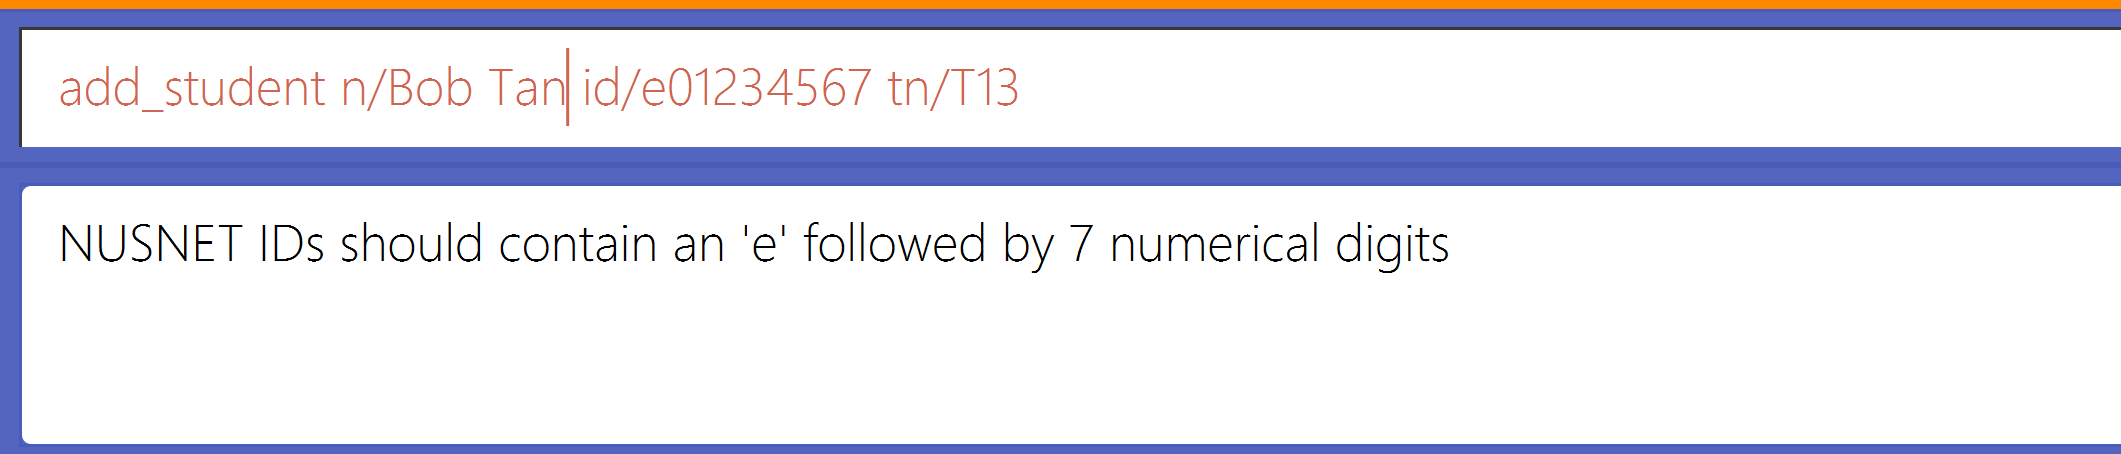 add_student n/Bob Tan id/e01234567 tn/T13
NUSNET IDs should contain an 'e' followed by 7 numerical digits